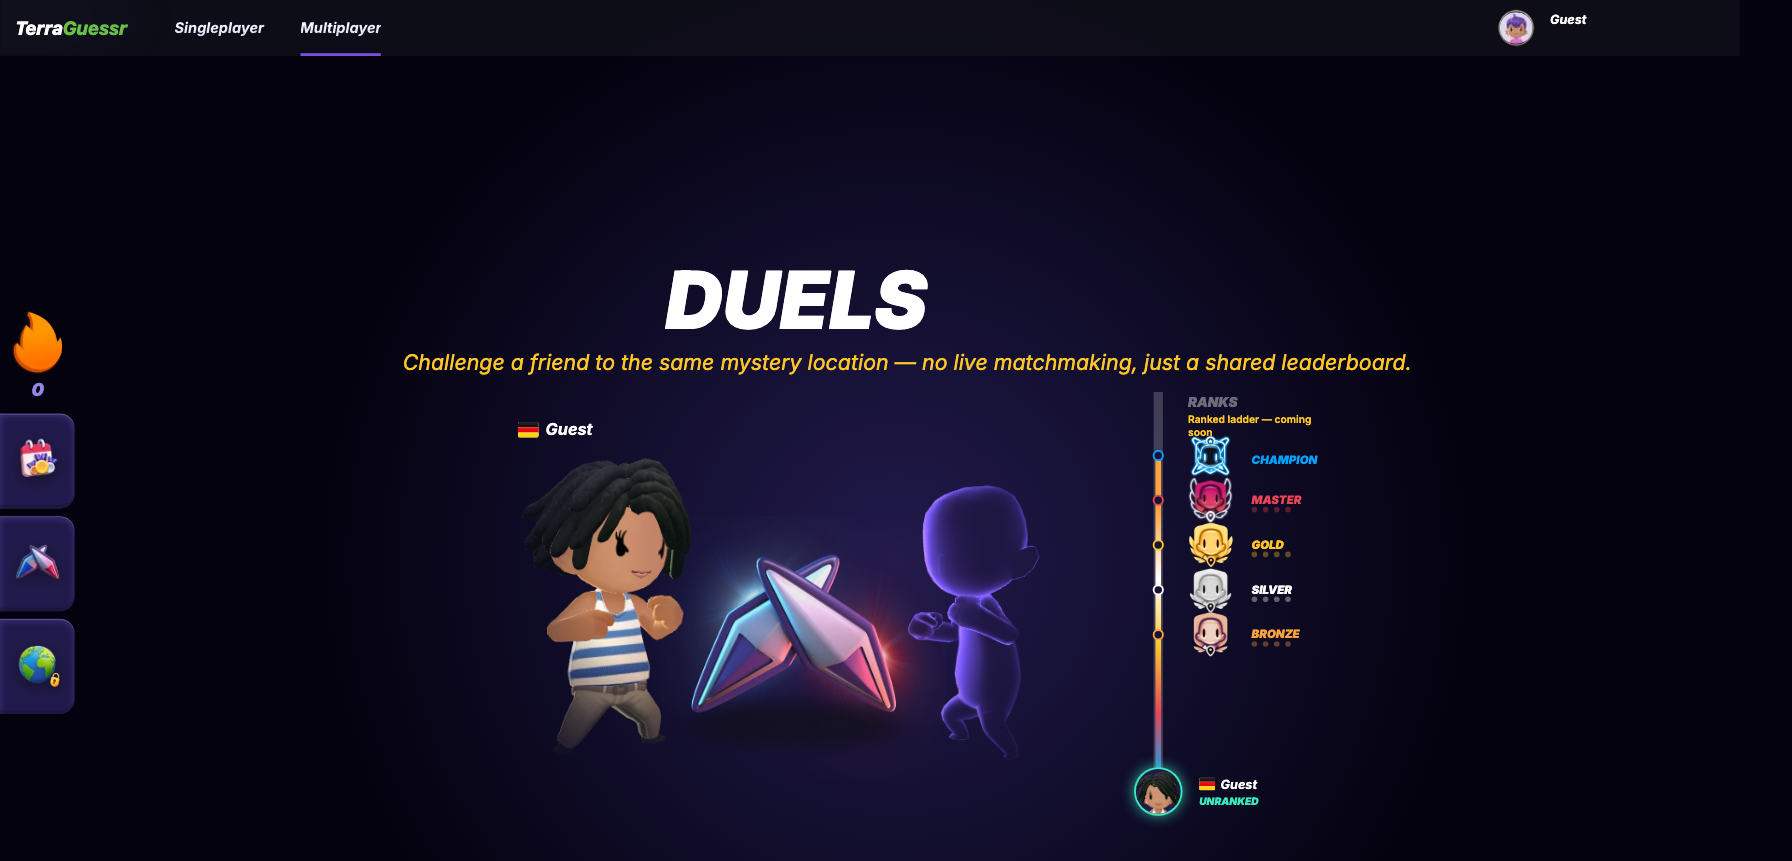 TerraGuessr
Singleplayer
Multiplayer
Guest
DUELS
Challenge a friend to the same mystery location — no live matchmaking, just a shared leaderboard.
0
Guest
RANKS
Ranked ladder — coming
soon
CHAMPION
MASTER
GOLD
SILVER
BRONZE
Guest
UNRANKED